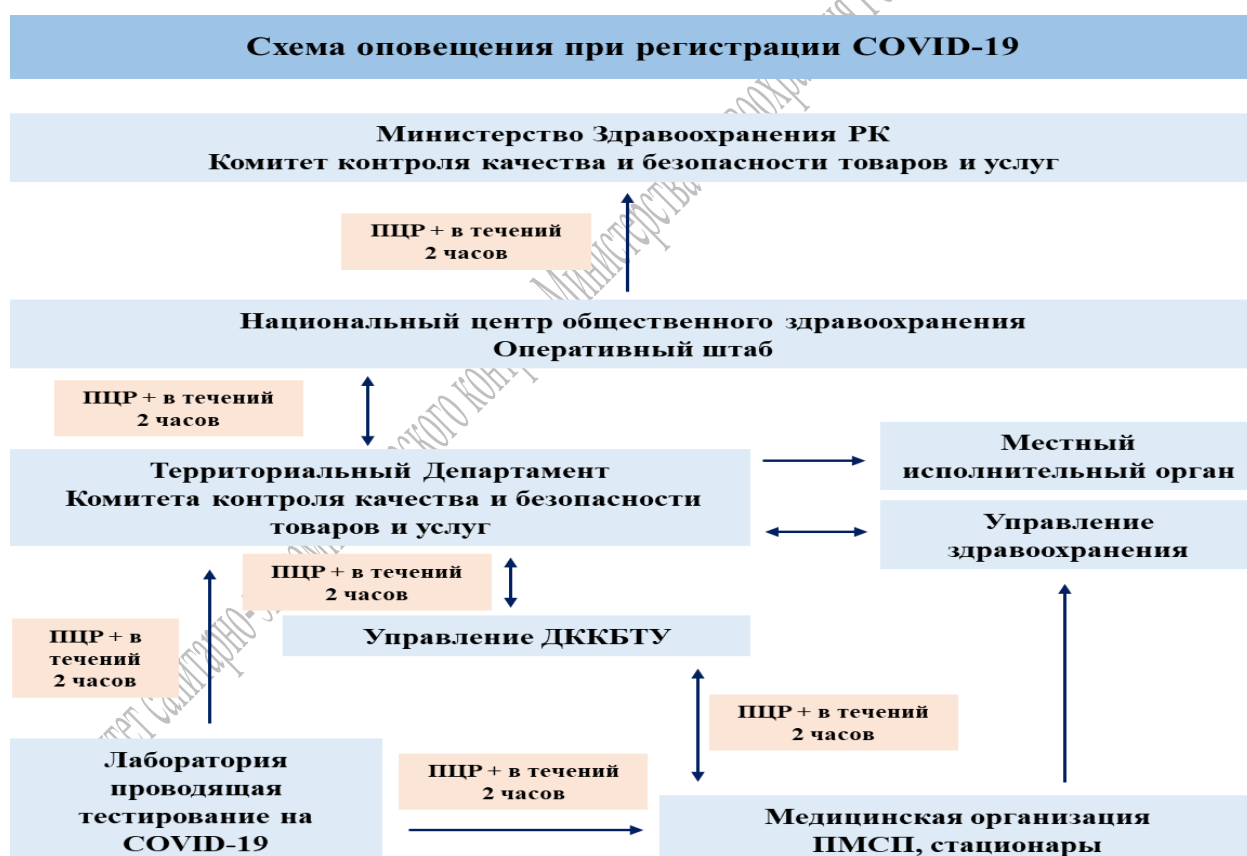 Схема оповещения при регистрации COVID-19
Министерство Здравоохранения РК
Комитет контроля качества и безопасности товаров и услуг
ПЦР + в течений
2 часов
Национальный центр общественного здравоохранения
Оперативный штаб
ПЦР + в течений
2 часов
Территориальный Департамент
Комитета контроля качества и безопасности
товаров и услуг
Местный
исполнительный орган
Управление
здравоохранения
ПЦР + в течений
2 часов
ПЦР + в
течений
2 часов
Управление ДККБТУ
ПЦР + в течений
2 часов
Лаборатория
проводящая
тестирование на
COVID-19
ПЦР + в течений
2 часов
Медицинская организация
ПМСП, стационары